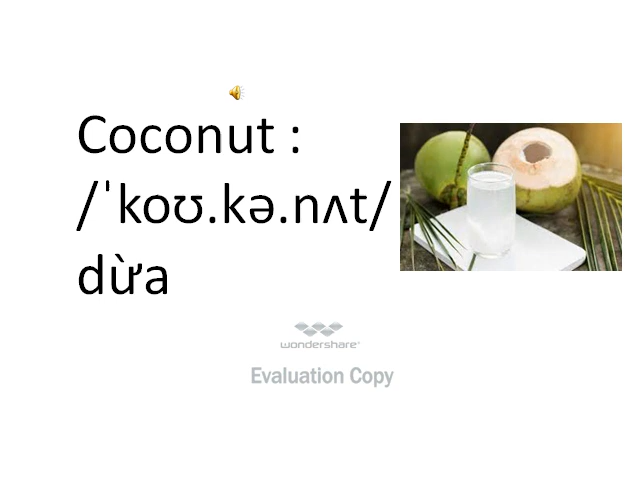 Coconut :
/ˈkoʊ.kə.nʌt/
dừa
wondershare
Evaluation Copy